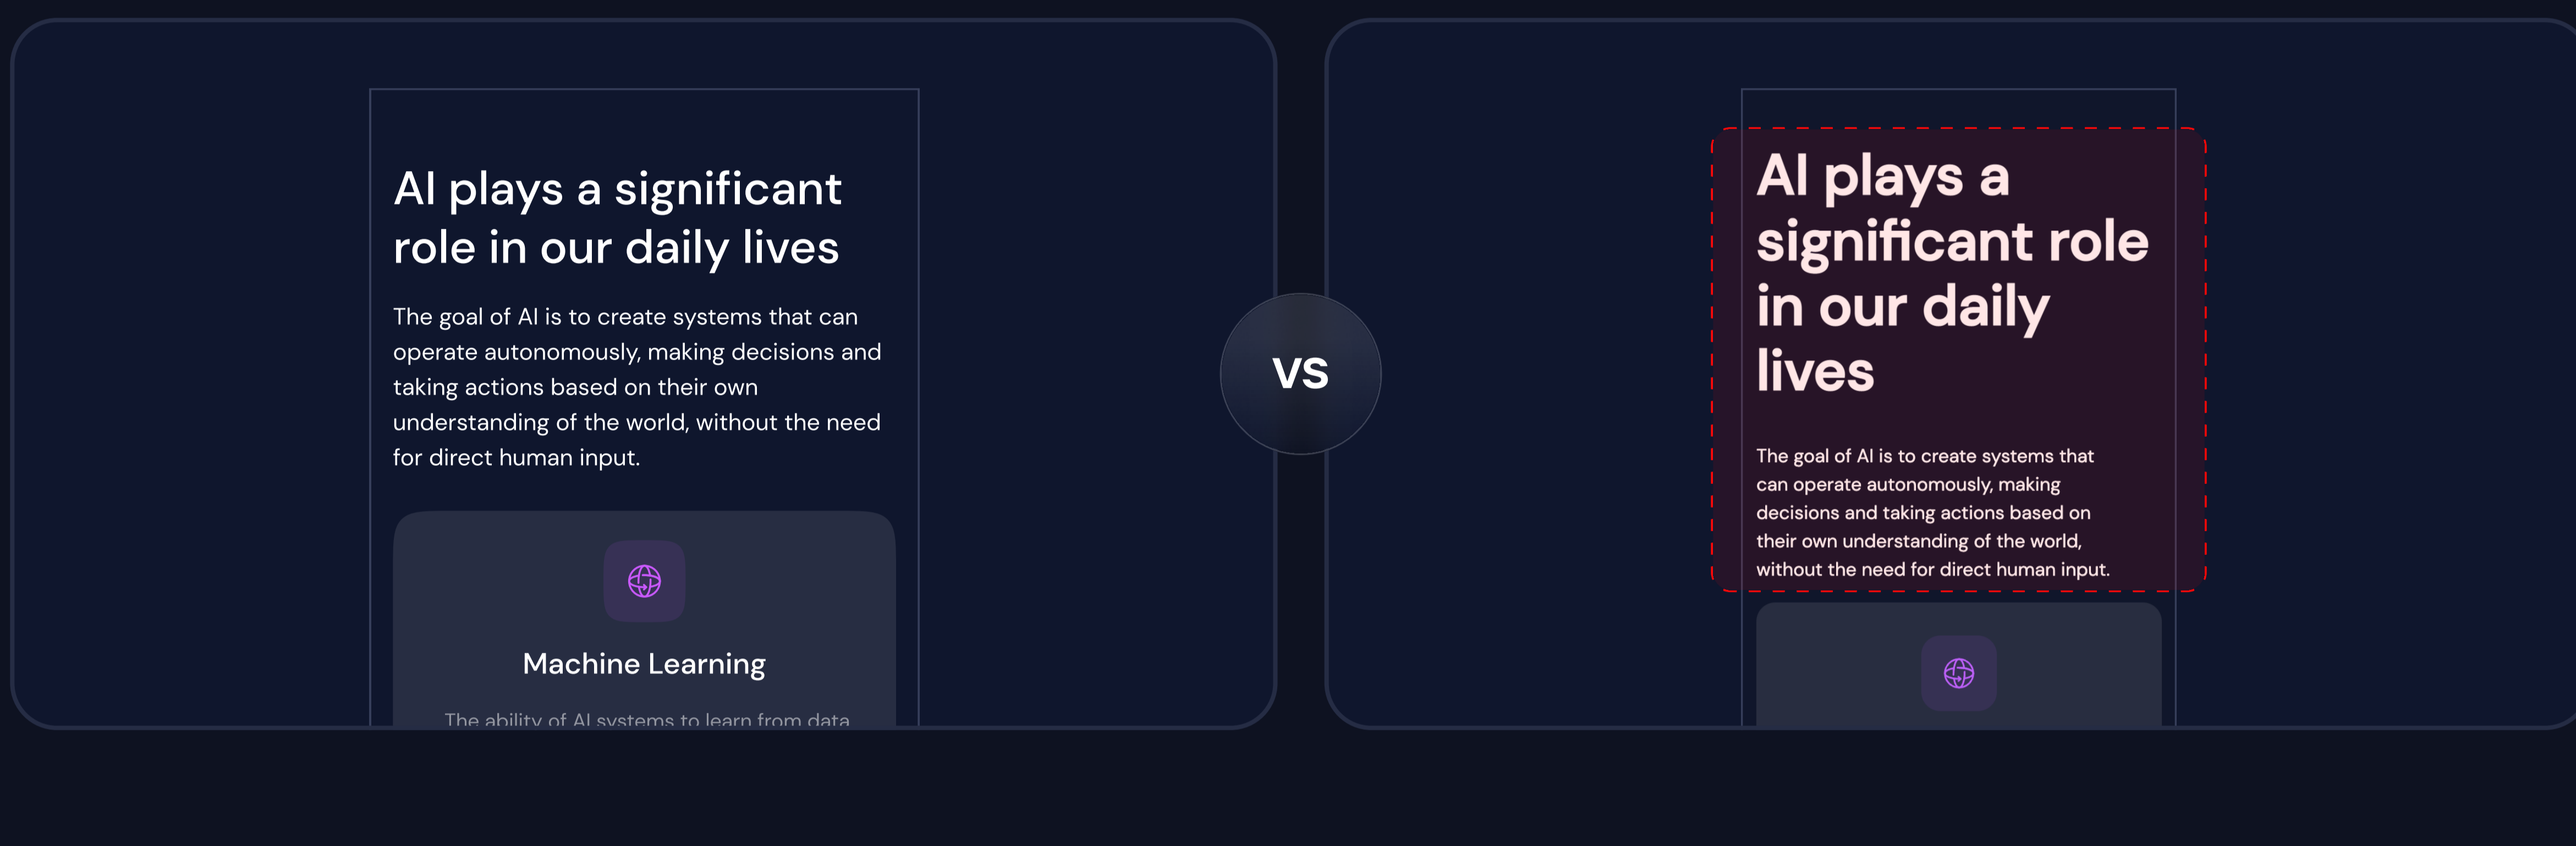 AI plays a significant
role in our daily lives
The goal of AI is to create systems that can
operate autonomously, making decisions and
taking actions based on their own
understanding of the world, without the need
for direct human input.
Machine Learning
The ability of AI systems to learn from data
VS
AI plays a
significant role
in our daily
lives
The goal of AI is to create systems that
can operate autonomously, making
decisions and taking actions based on
their own understanding of the world,
without the need for direct human input.